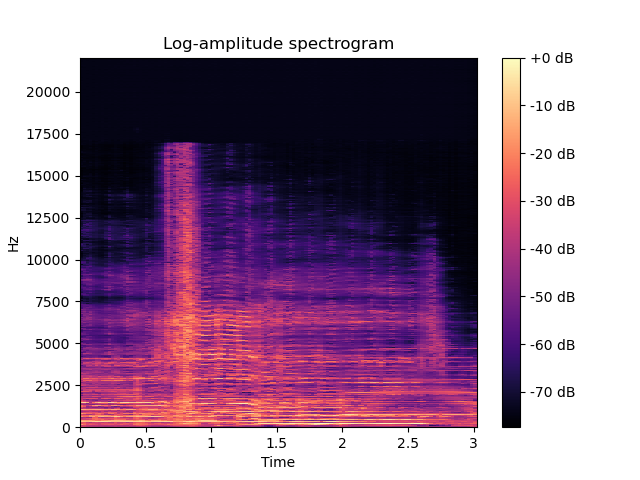 Log-amplitude spectrogram
20000
17500
15000
12500
10000
7500
5000
2500
0
Hz
0 0.5 1 1.5 2 2.5 3
Time
+0 dB
-10 dB
-20 dB
-30 dB
-40 dB
-50 dB
-60 dB
-70 dB